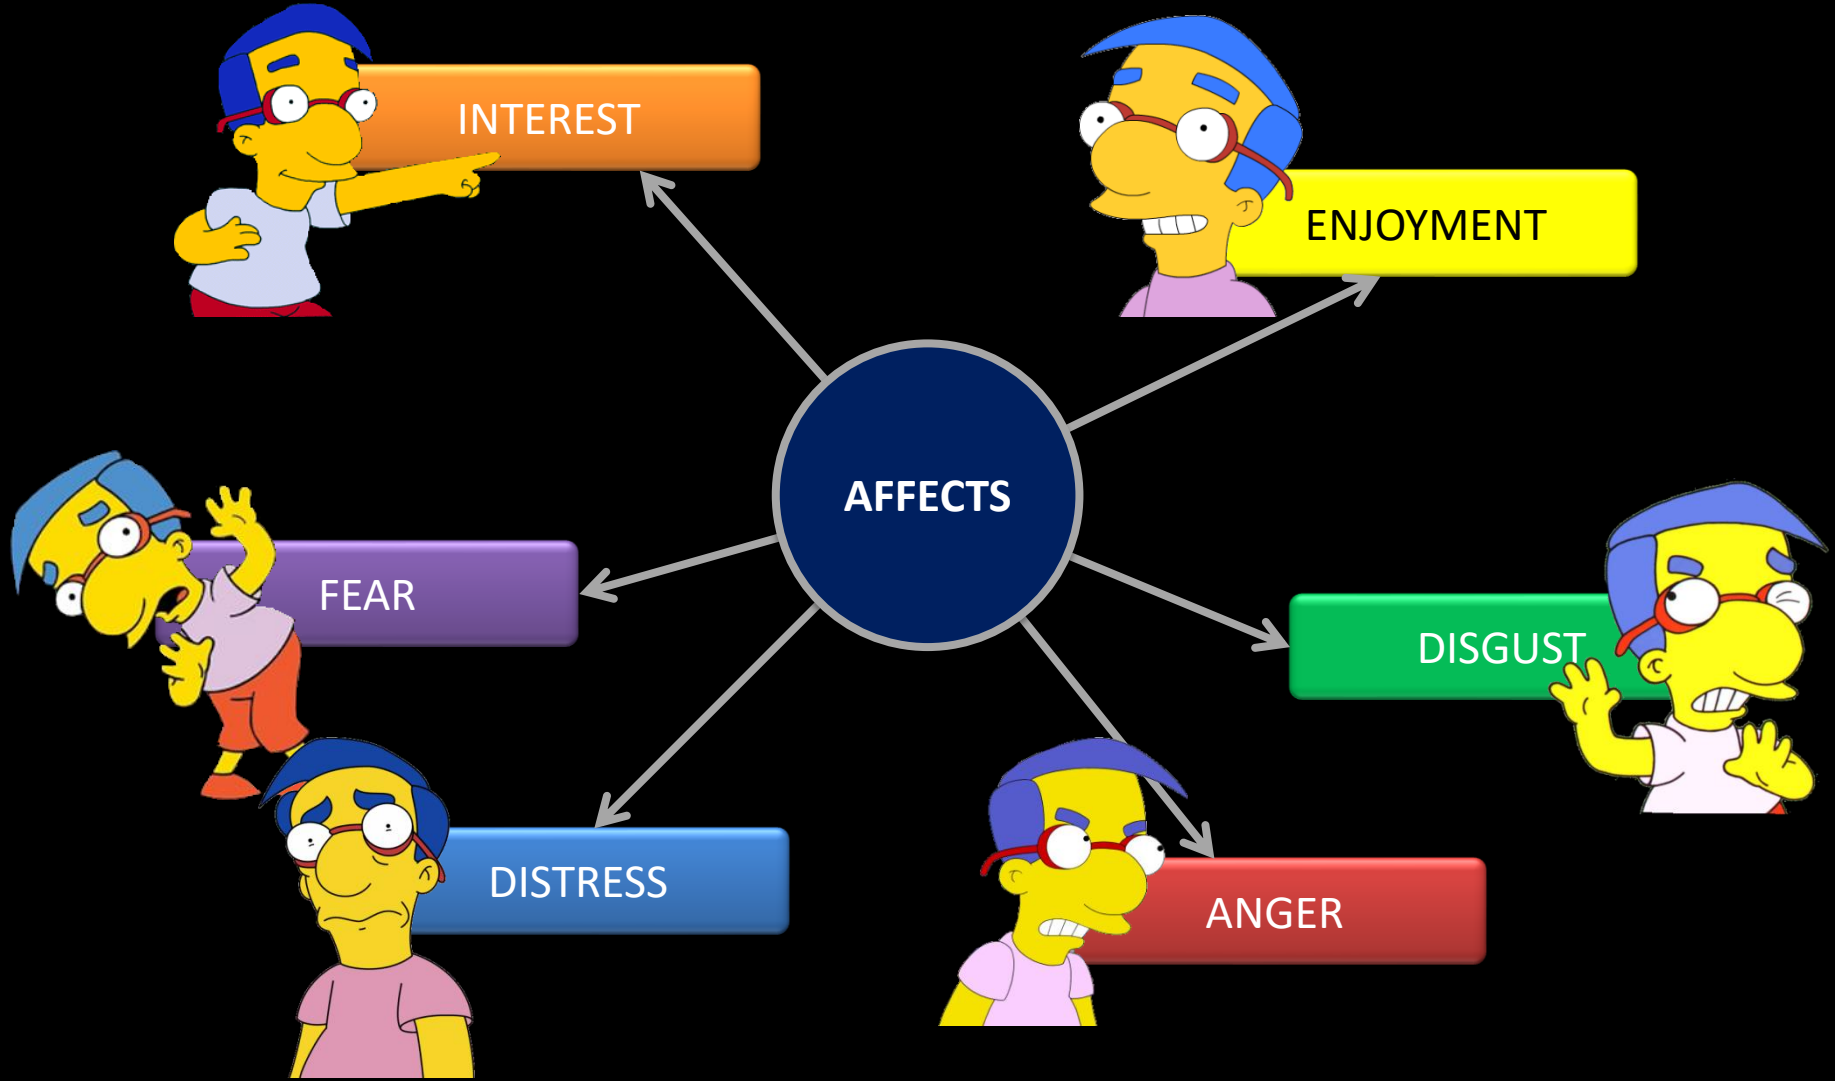 INTEREST
ENJOYMENT
AFFECTS
FEAR
DISGUST
DISTRESS
ANGER